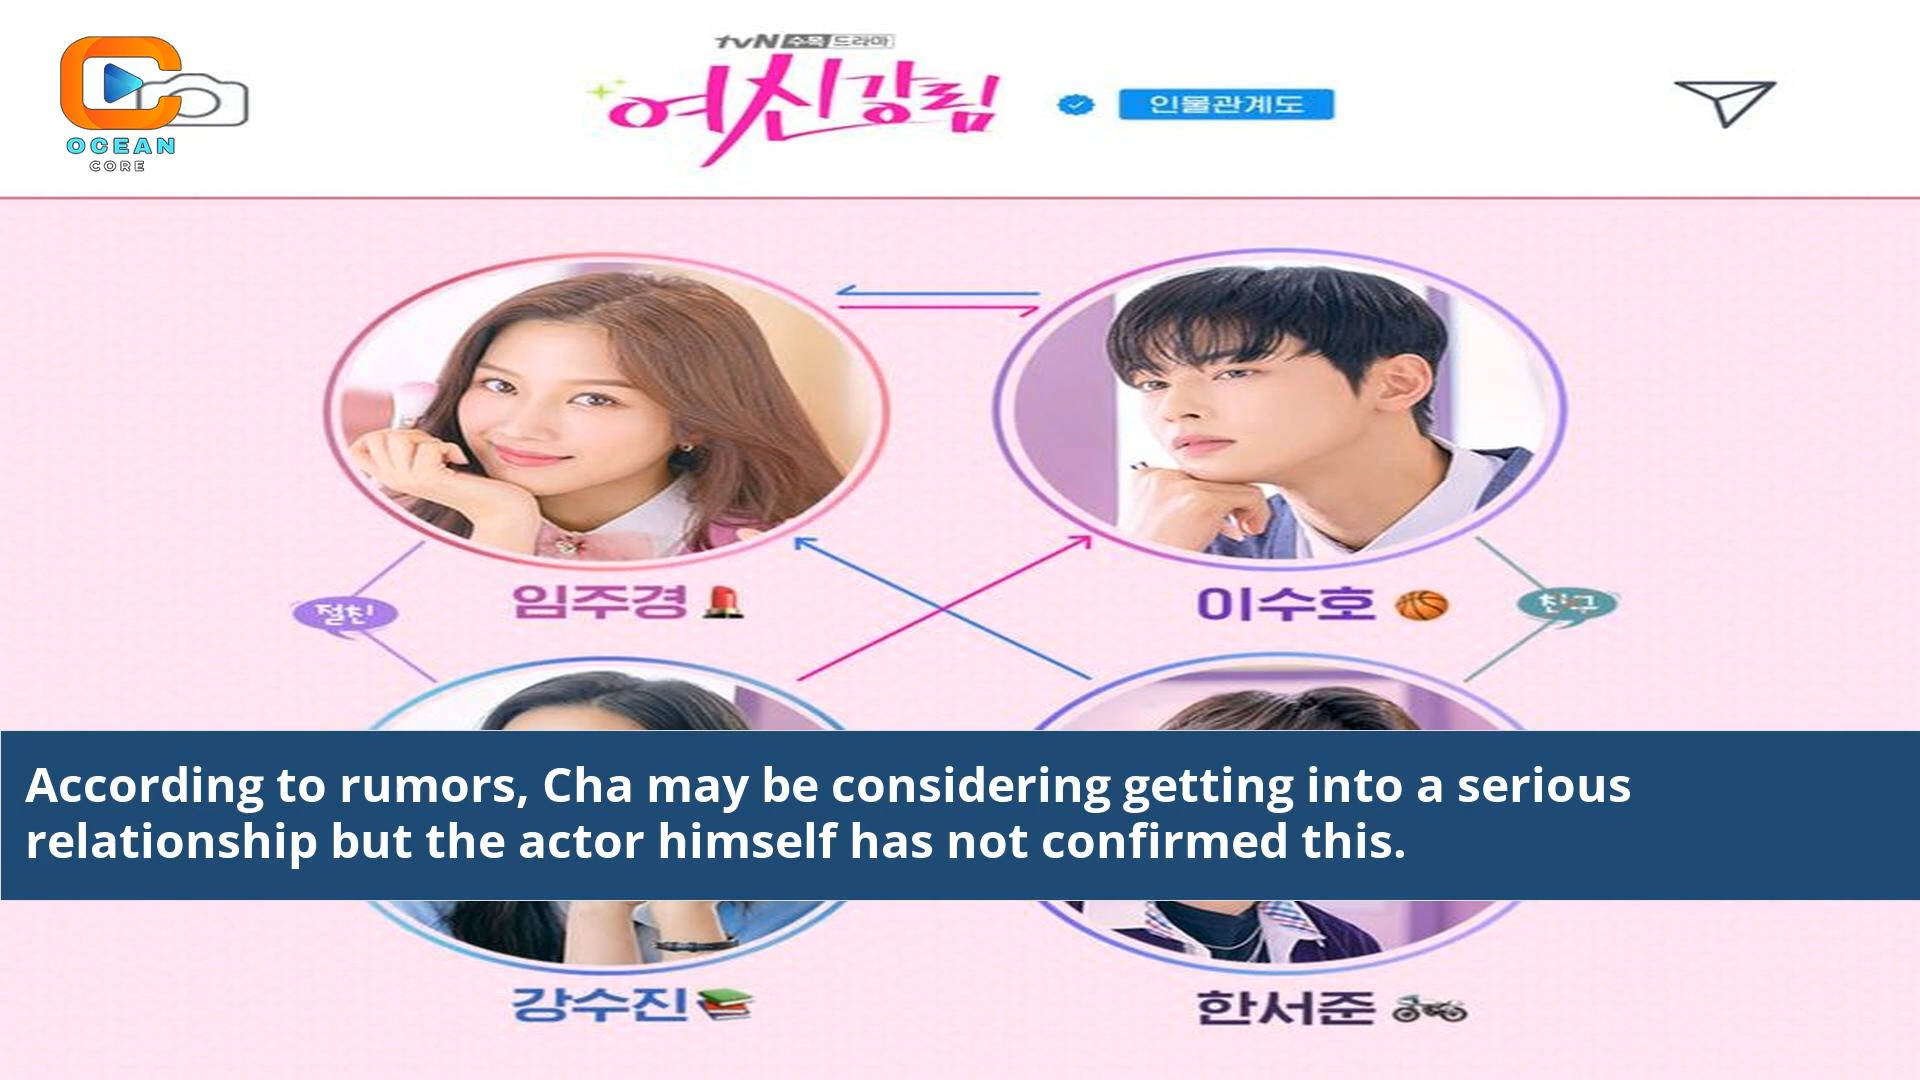 OCEAN
CORE
tvN 수목 드라마
여신강림
인물관계도
임주경
이수호
절친
친구
According to rumors, Cha may be considering getting into a serious
relationship but the actor himself has not confirmed this.
강수진
한서준